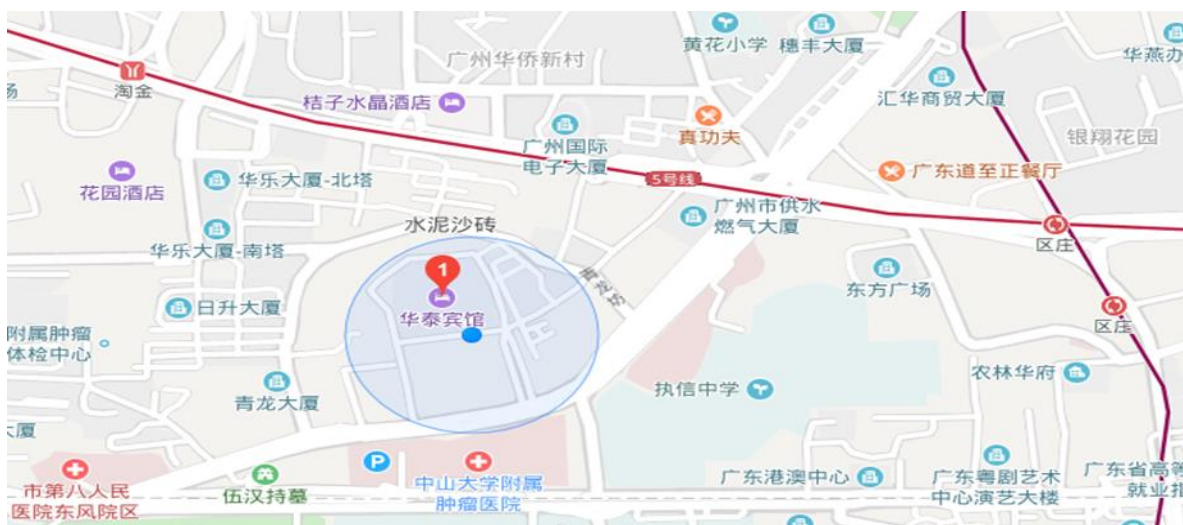 黄花小学
穗丰大厦
华燕办
广州华侨新村
淘金
场
桔子水晶酒店
汇华商贸大厦
真功夫
广州国际
电子大厦
银翔花园
花园酒店
华乐大厦-北塔
5号线
广东道至正餐厅
水泥沙砖
广州市供水
燃气大厦
区庄
华乐大厦-南塔
1
青龙坊
东方广场
日升大厦
华泰宾馆
区庄
附属肿瘤
体检中心
青龙大厦
执信中学
农林华府
大厦
P
市第八人民
医院东风院区
伍汉持墓
中山大学附属
肿瘤医院
广东港澳中心
广东粤剧艺术
中心演艺大楼
广东省高等
就业指